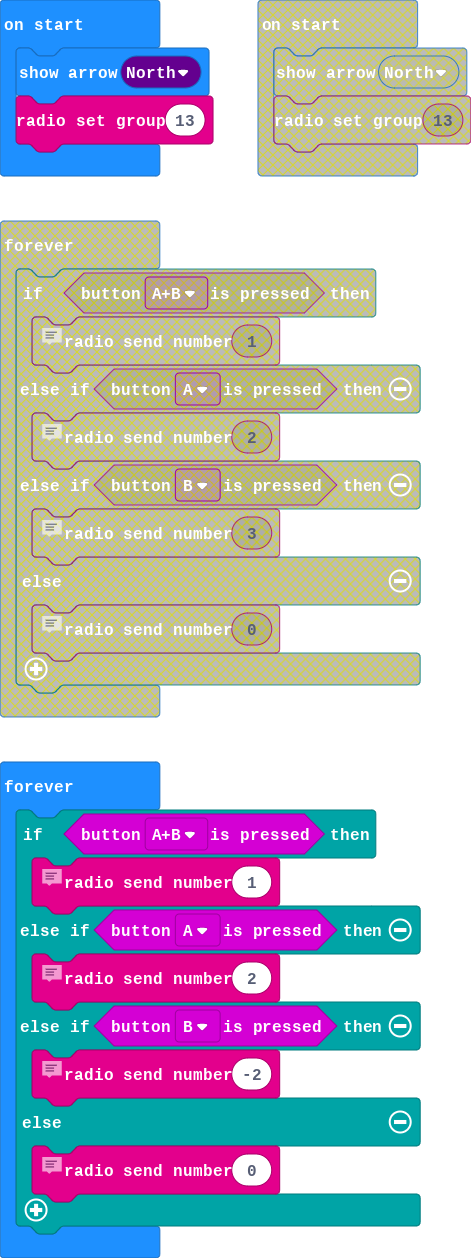 on start
show arrow North
radio set group 13
on start
show arrow North
radio set group 13
forever
if button A+B is pressed then
radio send number 1
else if button A is pressed then
radio send number 2
else if button B is pressed then
radio send number 3
else
radio send number 0
forever
if button A+B is pressed then
radio send number 1
else if button A is pressed then
radio send number 2
else if button B is pressed then
radio send number -2
else
radio send number 0